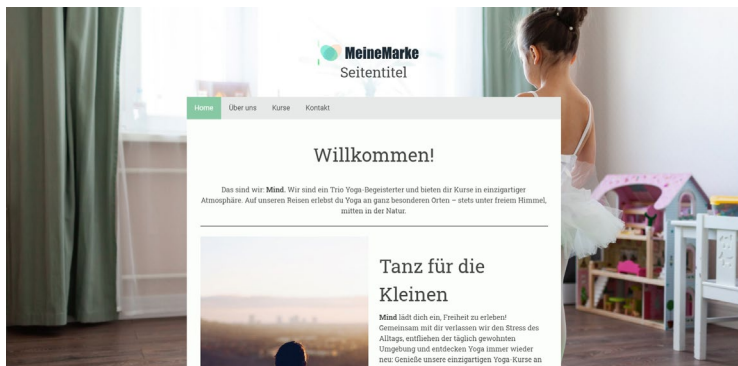 MeineMarke
Seitentitel
Home Über uns Kurse Kontakt
Willkommen!
Das sind wir: Mind. Wir sind ein Trio Yoga-Begeisterter und bieten dir Kurse in einzigartiger
Atmosphäre. Auf unseren Reisen erlebst du Yoga an ganz besonderen Orten – stets unter freiem Himmel,
mitten in der Natur.
Tanz für die
Kleinen
Mind lädt dich ein, Freiheit zu erleben!
Gemeinsam mit dir verlassen wir den Stress des
Alltags, entfliehen der täglich gewohnten
Umgebung und entdecken Yoga immer wieder
neu: Genieße unsere einzigartigen Yoga-Kurse an